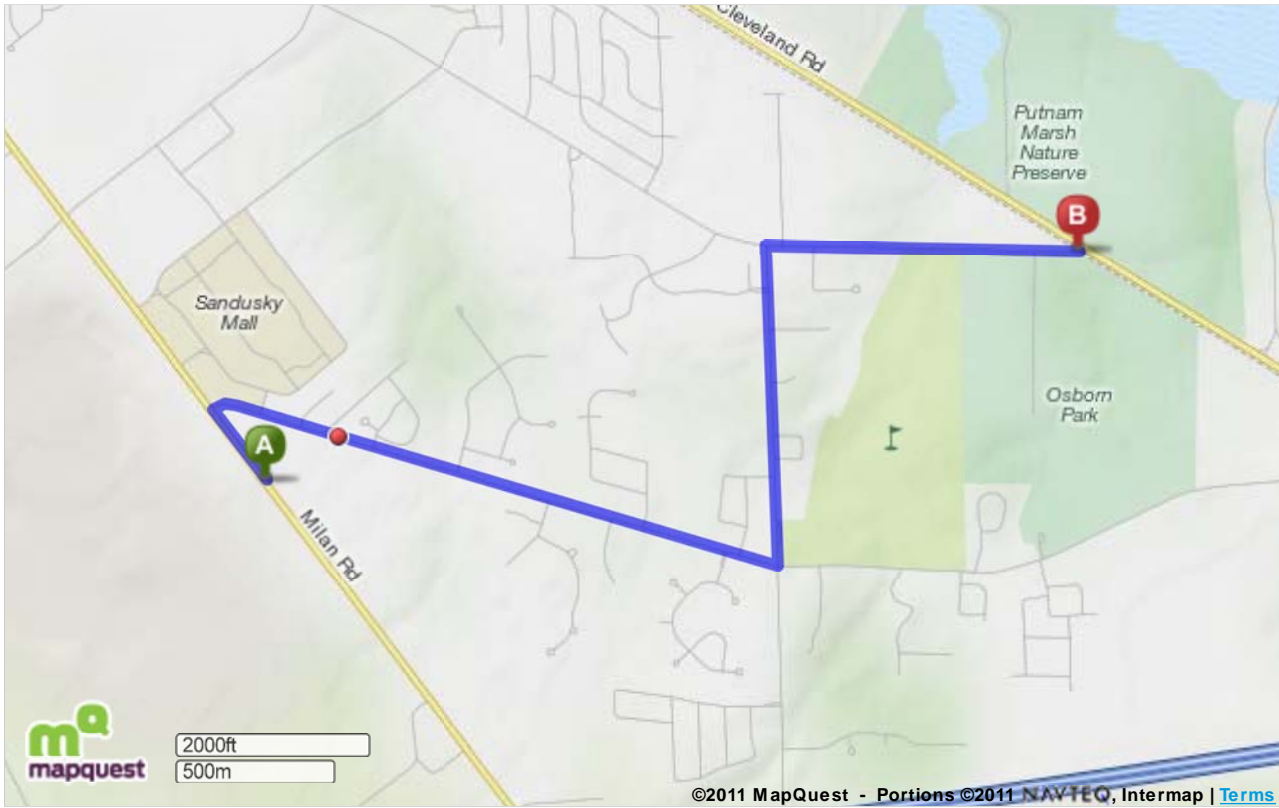 Cleveland Rd
Putnam
Marsh
Nature
Preserve
B
Sandusky
Mall
Osborn
Park
A
Milan Rd
mQ
mapquest
2000ft
500m
©2011 MapQuest - Portions ©2011 NAVTEQ, Intermap | Terms